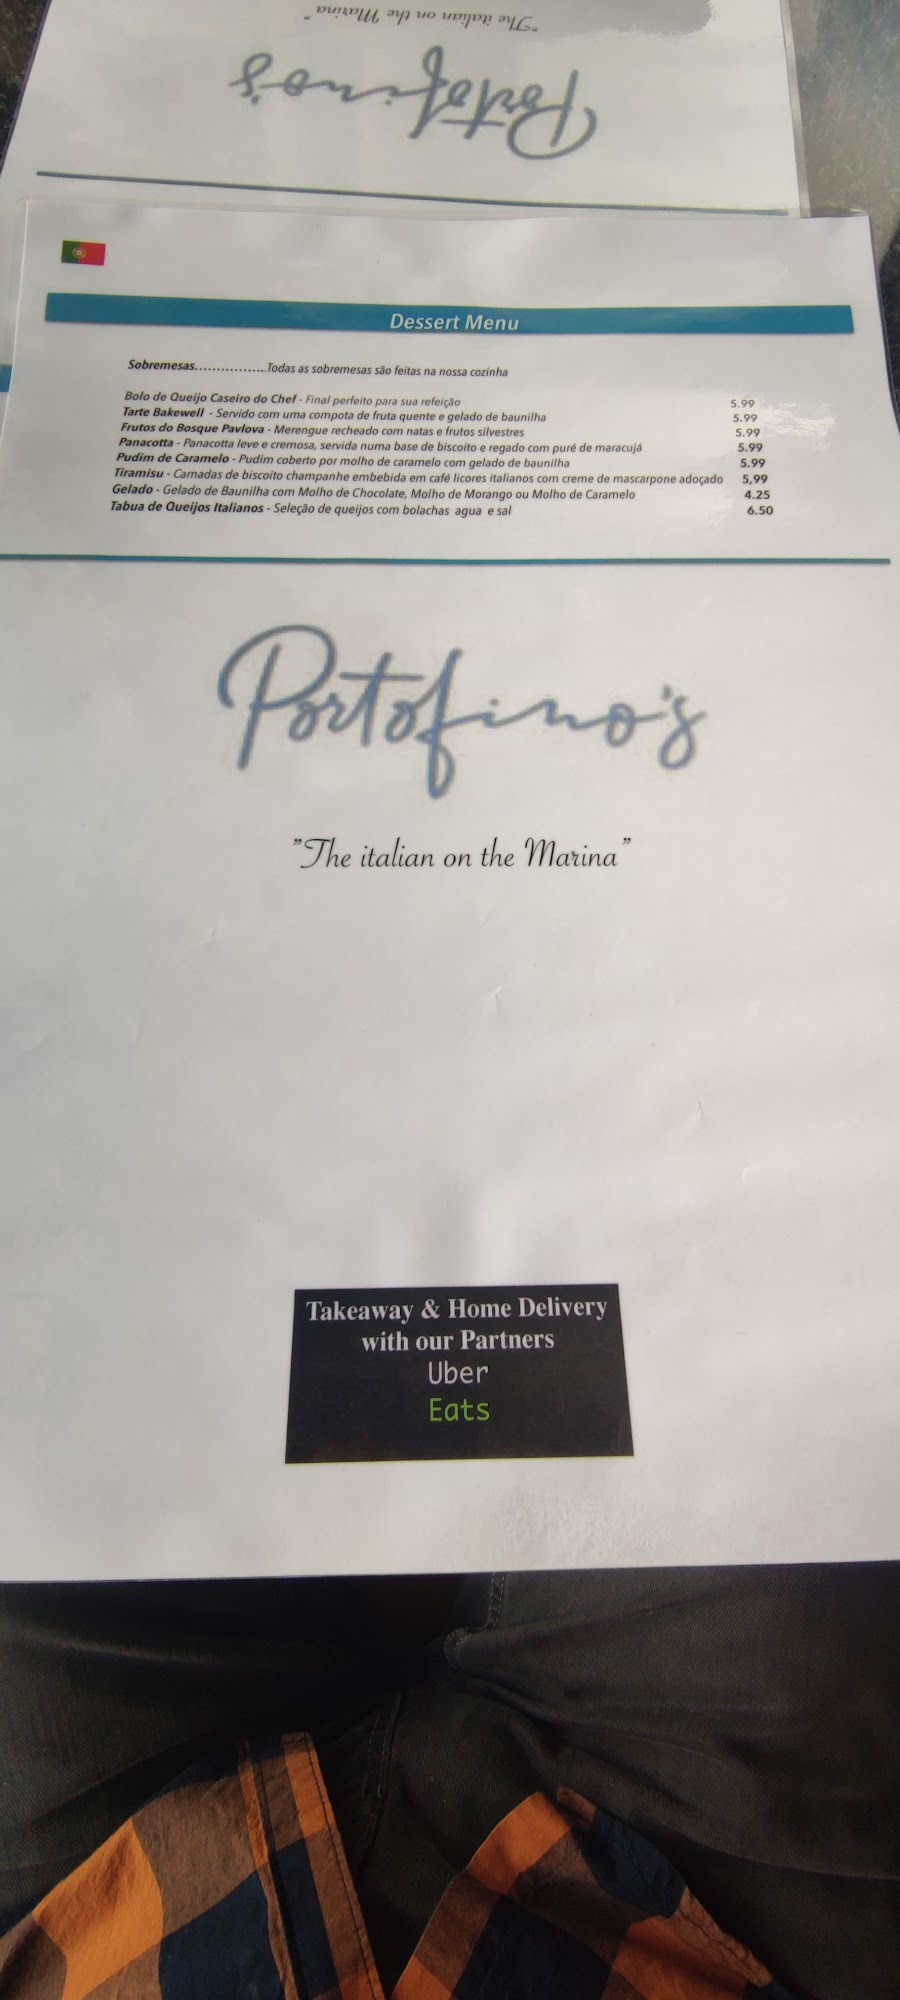 "The italian on the Marina"
Portofino's
Dessert Menu
Sobremesas.................Todas as sobremesas são feitas na nossa cozinha
Bolo de Queijo Caseiro do Chef - Final perfeito para sua refeição 5.99
Tarte Bakewell - Servido com uma compota de fruta quente e gelado de baunilha 5.99
Frutos do Bosque Pavlova - Merengue recheado com natas e frutos silvestres 5.99
Panacotta - Panacotta leve e cremosa, servida numa base de biscoito e regado com puré de maracujá 5.99
Pudim de Caramelo - Pudim coberto por molho de caramelo com gelado de baunilha 5.99
Tiramisu - Camadas de biscoito champanhe embebida em café licores italianos com creme de mascarpone adoçado 5,99
Gelado - Gelado de Baunilha com Molho de Chocolate, Molho de Morango ou Molho de Caramelo 4.25
Tabua de Queijos Italianos - Seleção de queijos com bolachas agua e sal 6.50
Portofino's
"The italian on the Marina"
Takeaway & Home Delivery
with our Partners
Uber
Eats